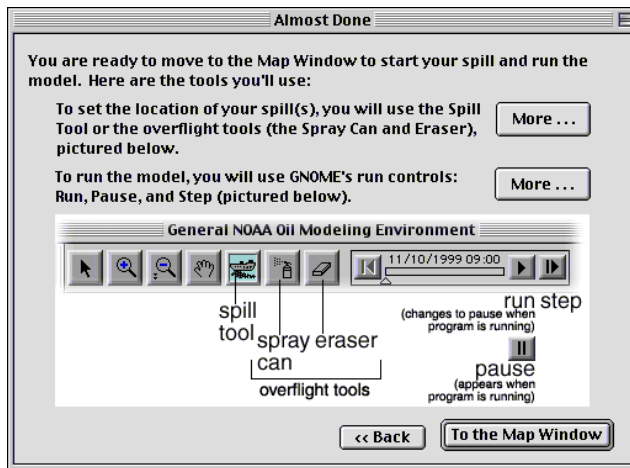 Almost Done
You are ready to move to the Map Window to start your spill and run the
model. Here are the tools you'll use:
To set the location of your spill(s), you will use the Spill
Tool or the overflight tools (the Spray Can and Eraser),
pictured below.
More ...
To run the model, you will use GNOME's run controls:
Run, Pause, and Step (pictured below).
More ...
General NOAA Oil Modeling Environment
11/10/1999 09:00
spill
tool
spray eraser
can
overflight tools
run step
(changes to pause when
program is running)
pause
(appears when
program is running)
<< Back
To the Map Window